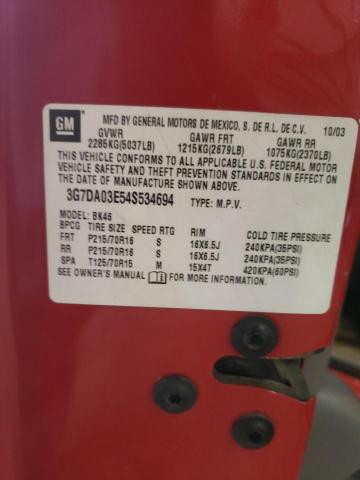 GM
MFD BY GENERAL MOTORS DE MEXICO, S. DE R.L. DE C.V. 10/03
GVWR GAWR FRT GAWR RR
2285KG(5037LB) 1215KG(2679LB) 1075KG(2370LB)
THIS VEHICLE CONFORMS TO ALL APPLICABLE U.S. FEDERAL MOTOR
VEHICLE SAFETY AND THEFT PREVENTION STANDARDS IN EFFECT ON
THE DATE OF MANUFACTURE SHOWN ABOVE.
3G7DA03E54S534694 TYPE: M.P.V.
MODEL: BK46
BPCG TIRE SIZE SPEED RTG RIM COLD TIRE PRESSURE
FRT P215/70R16 S 16X6.5J 240KPA(35PSI)
RR P215/70R16 S 16X6.5J 240KPA(35PSI)
SPA T125/70R15 M 15X4T 420KPA(60PSI)
SEE OWNER'S MANUAL FOR MORE INFORMATION.